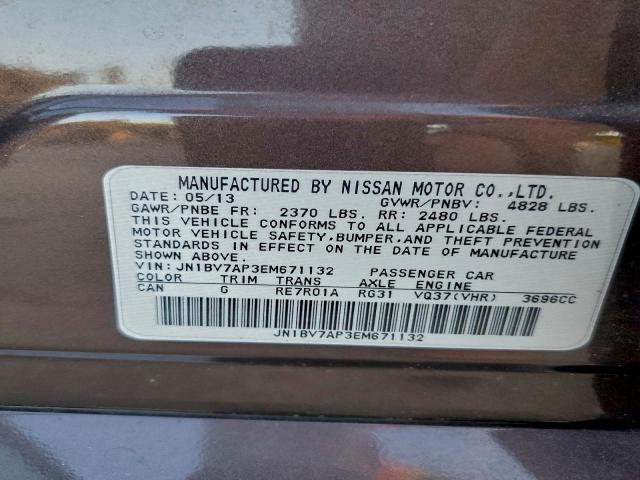 MANUFACTURED BY NISSAN MOTOR CO.,LTD.
DATE: 05/13 GVWR/PNBV: 4828 LBS.
GAWR/PNBE FR: 2370 LBS. RR: 2480 LBS.
THIS VEHICLE CONFORMS TO ALL APPLICABLE FEDERAL
MOTOR VEHICLE SAFETY, BUMPER, AND THEFT PREVENTION
STANDARDS IN EFFECT ON THE DATE OF MANUFACTURE
SHOWN ABOVE.
VIN: JN1BV7AP3EM671132 PASSENGER CAR
COLOR TRIM TRANS AXLE ENGINE
CAN G RE7R01A RG31 VQ37(VHR) 3696CC
JN1BV7AP3EM671132